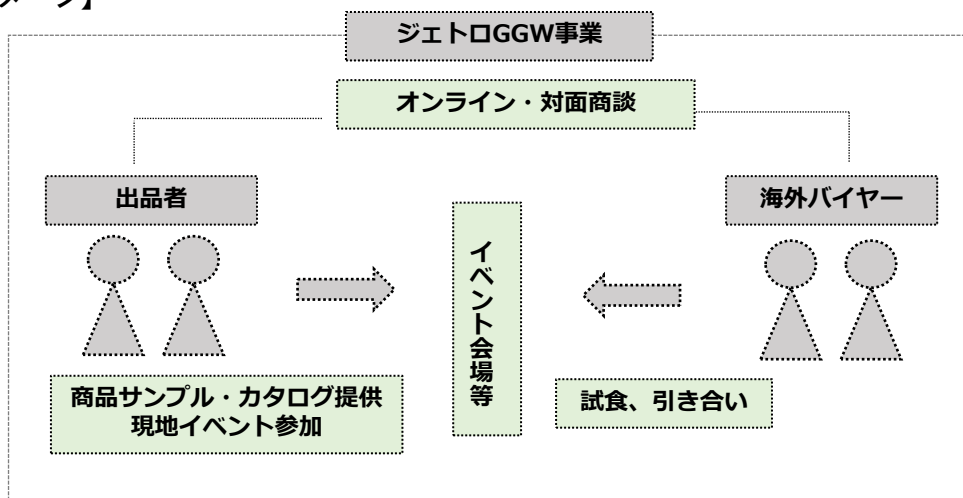 ジェトロGGW事業
オンライン・対面商談
出品者
海外バイヤー
イベント会場等
商品サンプル・カタログ提供
現地イベント参加
試食、引き合い